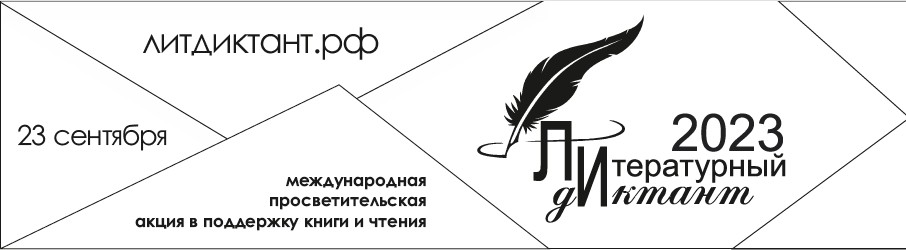 литдиктант.рф
23 сентября
международная
просветительская
акция в поддержку книги и чтения
2023
Литературный
дИктант